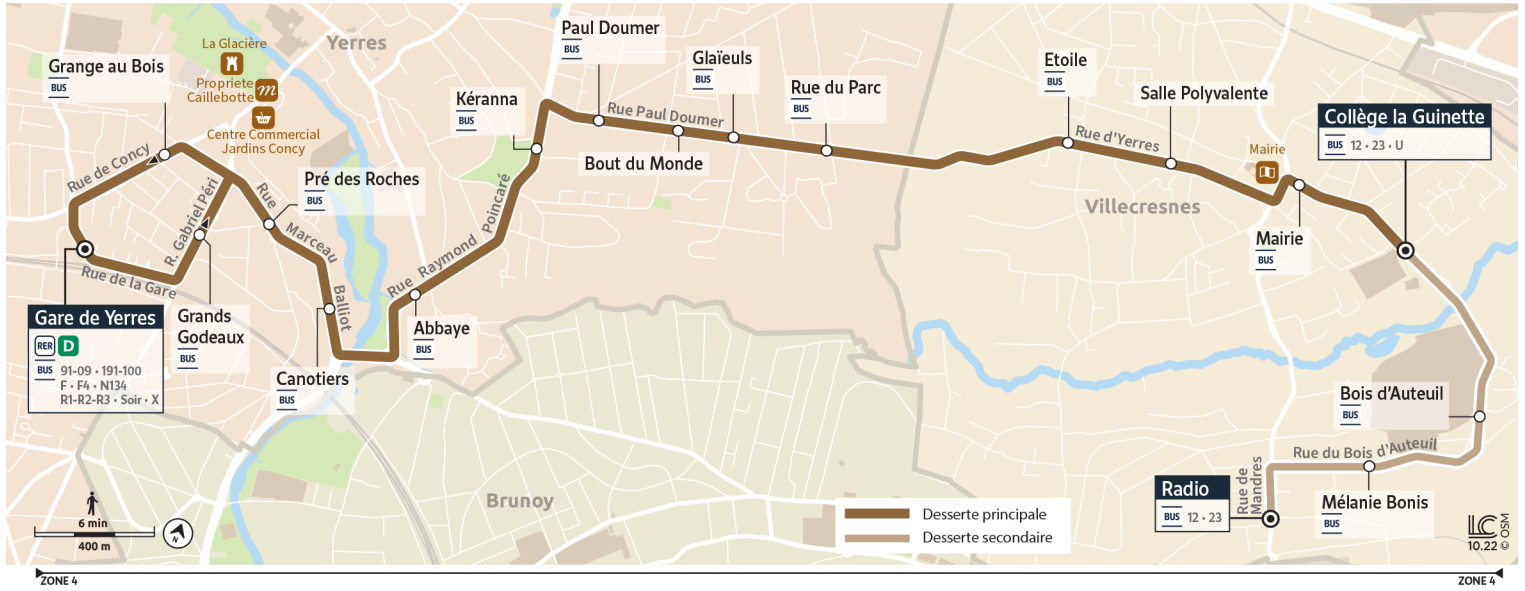 La Glacière
Yerres
Grange au Bois
BUS
Propriete
Caillebotte
m
Centre Commercial
Jardins Concy
Rue de Concy
R. Gabriel Péri
Rue de la Gare
Gare de Yerres
RER D
BUS 91-09 • 191-100
F • F4 • N134
R1-R2-R3 • Soir • X
Grands
Godeaux
BUS
Pré des Roches
BUS
Rue
Marceau
Balliot
Canotiers
BUS
Abbaye
BUS
Rue Raymond Poincaré
Kéranna
BUS
Paul Doumer
BUS
Rue Paul Doumer
Bout du Monde
Glaïeuls
BUS
Rue du Parc
BUS
Etoile
BUS
Rue d'Yerres
Salle Polyvalente
Villecresnes
Mairie
Mairie
BUS
Collège la Guinette
BUS 12 • 23 • U
Bois d'Auteuil
BUS
Rue du Bois d'Auteuil
Mélanie Bonis
BUS
Rue de
Mandres
Radio
BUS 12 • 23
Brunoy
Desserte principale
Desserte secondaire
6 min
400 m
N
LC
10.22 © OSM
ZONE 4
ZONE 4